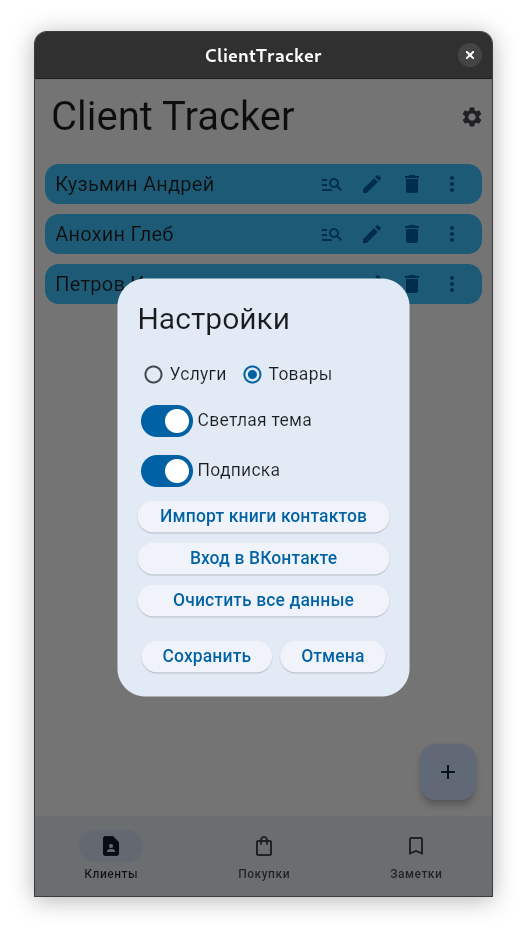 ClientTracker
Client Tracker
Кузьмин Андрей
Анохин Глеб
Петров
Настройки
Услуги Товары
Светлая тема
Подписка
Импорт книги контактов
Вход в ВКонтакте
Очистить все данные
Сохранить Отмена
Клиенты Покупки Заметки